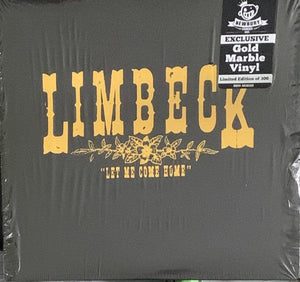 NEWBURY
EXCLUSIVE
Gold
Marble
Vinyl
Limited Edition of 300
LIMBECK
"LET ME COME HOME"